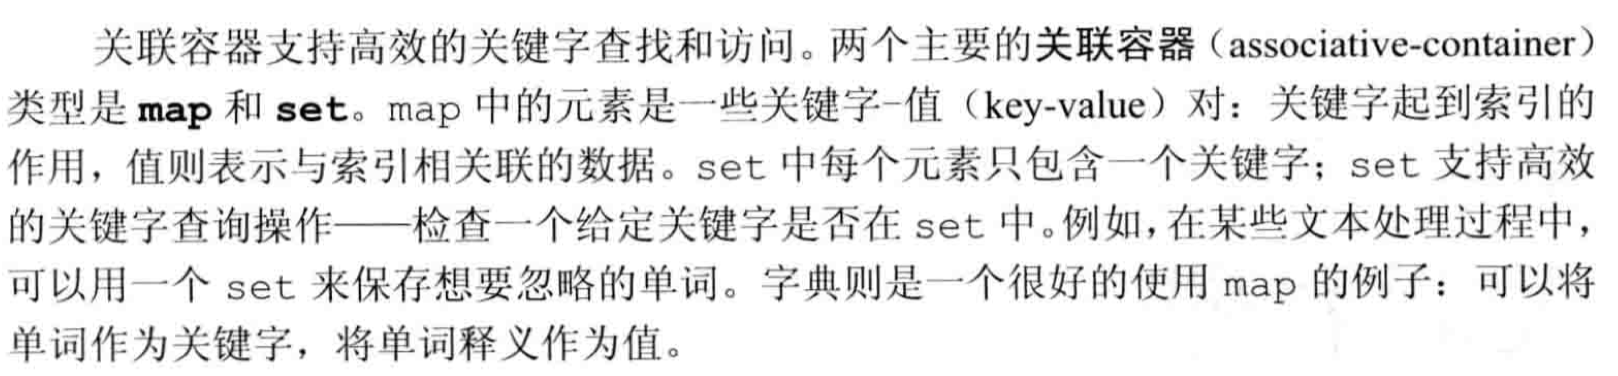 关联容器支持高效的关键字查找和访问。两个主要的关联容器（associative-container）
类型是 map 和 set。map 中的元素是一些关键字-值（key-value）对：关键字起到索引的
作用，值则表示与索引相关联的数据。set 中每个元素只包含一个关键字；set 支持高效
的关键字查询操作——检查一个给定关键字是否在 set 中。例如，在某些文本处理过程中，
可以用一个 set 来保存想要忽略的单词。字典则是一个很好的使用 map 的例子：可以将
单词作为关键字，将单词释义作为值。